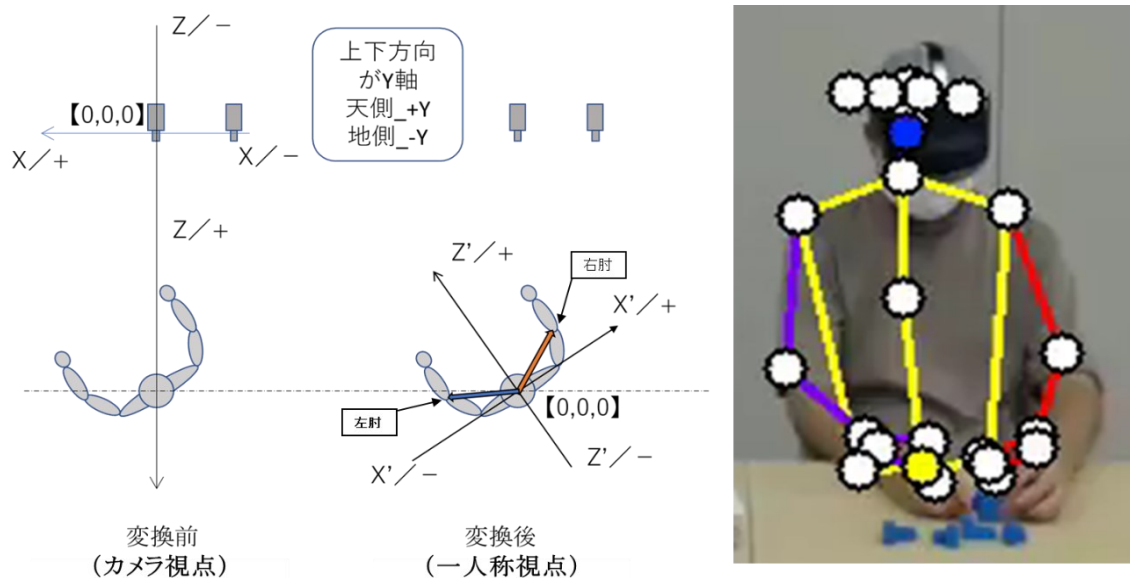 Z／-
【0,0,0】
X／+
X／-
Z／+
上下方向
がY軸
天側_+Y
地側_-Y
Z’／+
右肘
X’／+
左肘
【0,0,0】
X’／-
Z’／-
変換前
(カメラ視点)
変換後
(一人称視点)